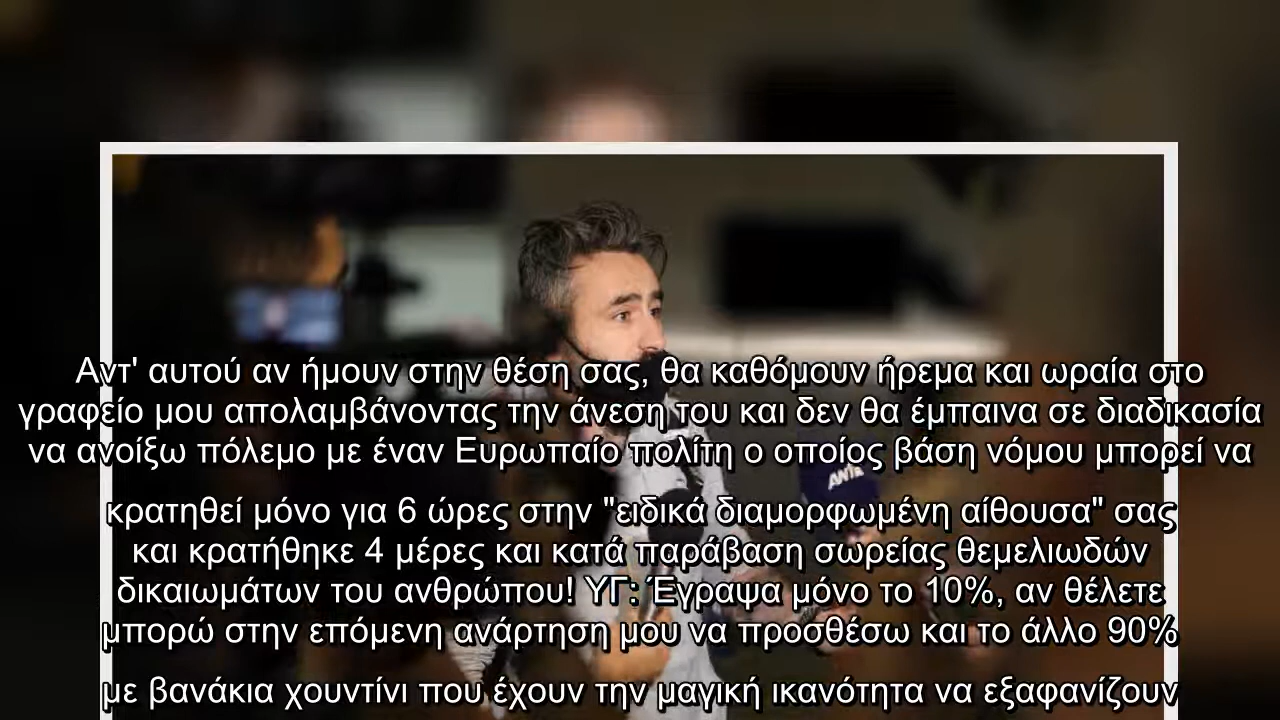 Αντ' αυτού αν ήμουν στην θέση σας, θα καθόμουν ήρεμα και ωραία στο
γραφείο μου απολαμβάνοντας την άνεση του και δεν θα έμπαινα σε διαδικασία
να ανοίξω πόλεμο με έναν Ευρωπαίο πολίτη ο οποίος βάση νόμου μπορεί να
ΑΝΤ1
κρατηθεί μόνο για 6 ώρες στην "ειδικά διαμορφωμένη αίθουσα" σας
και κρατήθηκε 4 μέρες και κατά παράβαση σωρείας θεμελιωδών
δικαιωμάτων του ανθρώπου! ΥΓ: Έγραψα μόνο το 10%, αν θέλετε
μπορώ στην επόμενη ανάρτηση μου να προσθέσω και το άλλο 90%
με βανάκια χουντίνι που έχουν την μαγική ικανότητα να εξαφανίζουν